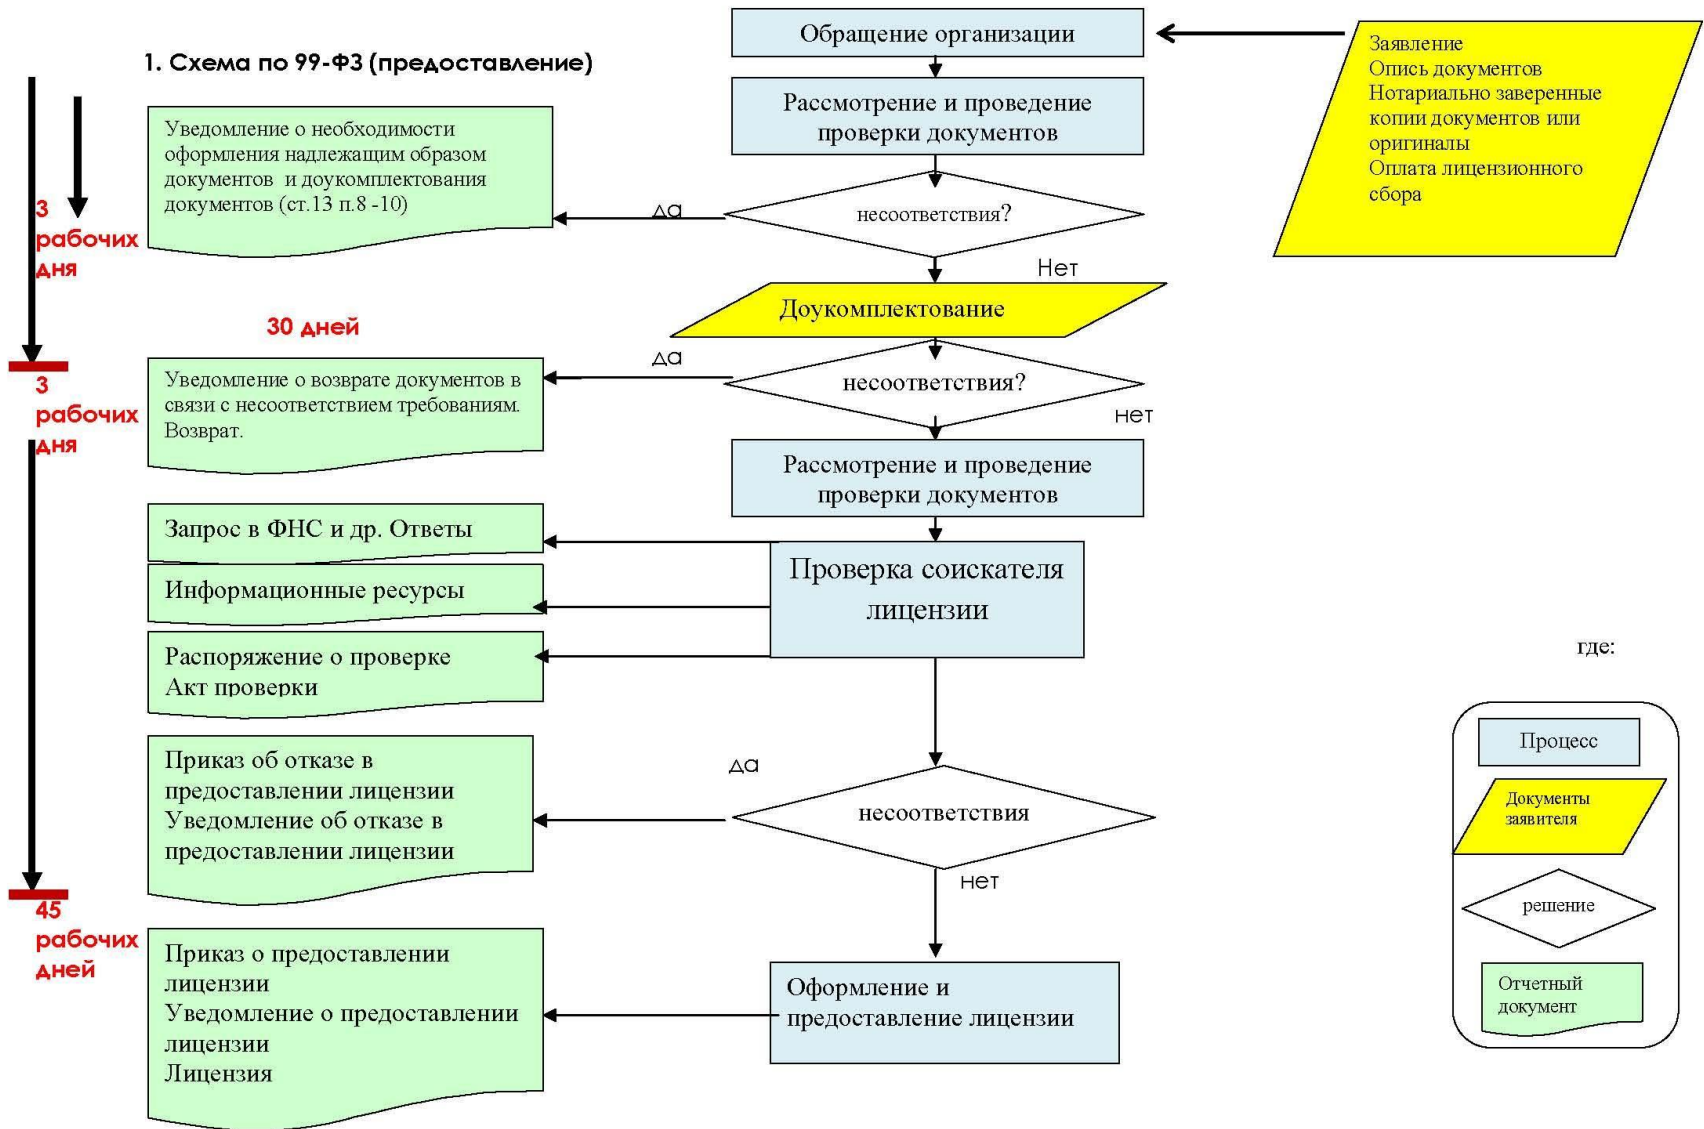 1. Схема по 99-ФЗ (предоставление)
Обращение организации
Заявление
Опись документов
Нотариально заверенные
копии документов или
оригиналы
Оплата лицензионного
сбора
Рассмотрение и проведение
проверки документов
Уведомление о необходимости
оформления надлежащим образом
документов и доукомплектования
документов (ст.13 п.8 -10)
да
несоответствия?
Нет
3
рабочих
дня
Доукомплектование
30 дней
да
несоответствия?
нет
Уведомление о возврате документов в
связи с несоответствием требованиям.
Возврат.
3
рабочих
дня
Рассмотрение и проведение
проверки документов
Запрос в ФНС и др. Ответы
Информационные ресурсы
Распоряжение о проверке
Акт проверки
Проверка соискателя
лицензии
Приказ об отказе в
предоставлении лицензии
Уведомление об отказе в
предоставлении лицензии
да
несоответствия
нет
45
рабочих
дней
Приказ о предоставлении
лицензии
Уведомление о предоставлении
лицензии
Лицензия
Оформление и
предоставление лицензии
где:
Процесс
Документы
заявителя
решение
Отчетный
документ